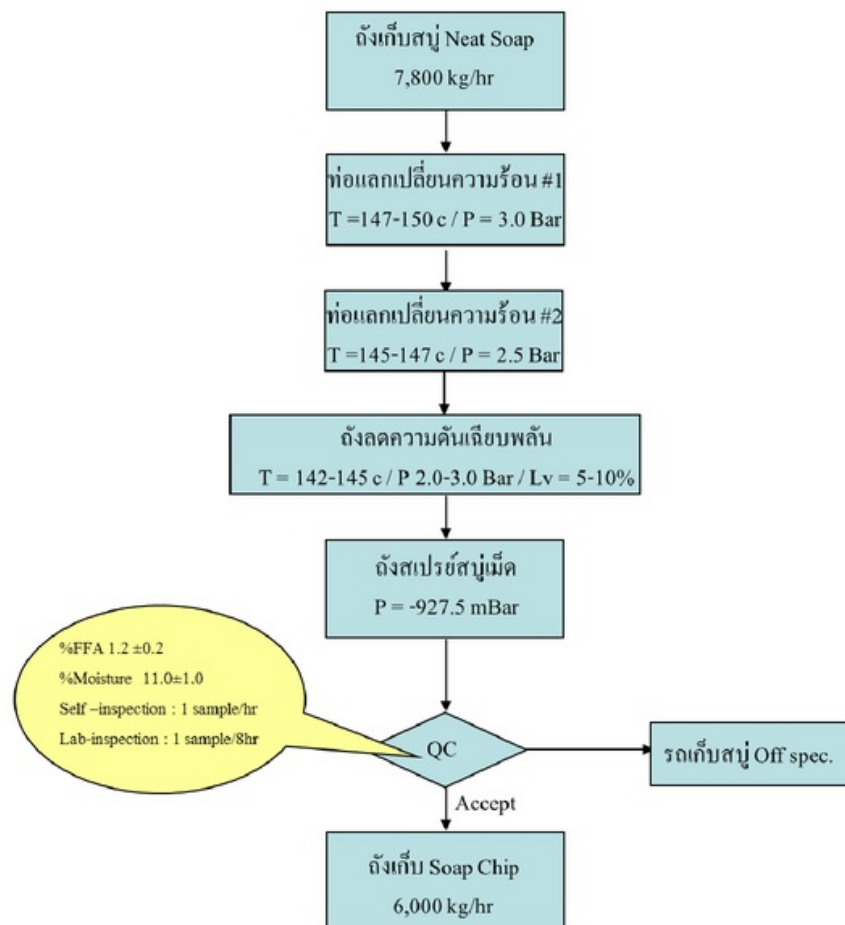 ถังเก็บสบู่ Neat Soap
7,800 kg/hr
ท่อแลกเปลี่ยนความร้อน #1
T =147-150 c / P = 3.0 Bar
ท่อแลกเปลี่ยนความร้อน #2
T=145-147 c / P = 2.5 Bar
ถังลดความดันเฉียบพลัน
T = 142-145 c / P 2.0-3.0 Bar / Lv = 5-10%
ถังสเปรย์สบู่เม็ด
P = -927.5 mBar
%FFA 1.2 ±0.2
%Moisture 11.0±1.0
Self –inspection : 1 sample/hr
Lab-inspection : 1 sample/8hr
QC
รถเก็บสบู่ Off spec.
Accept
ถังเก็บ Soap Chip
6,000 kg/hr